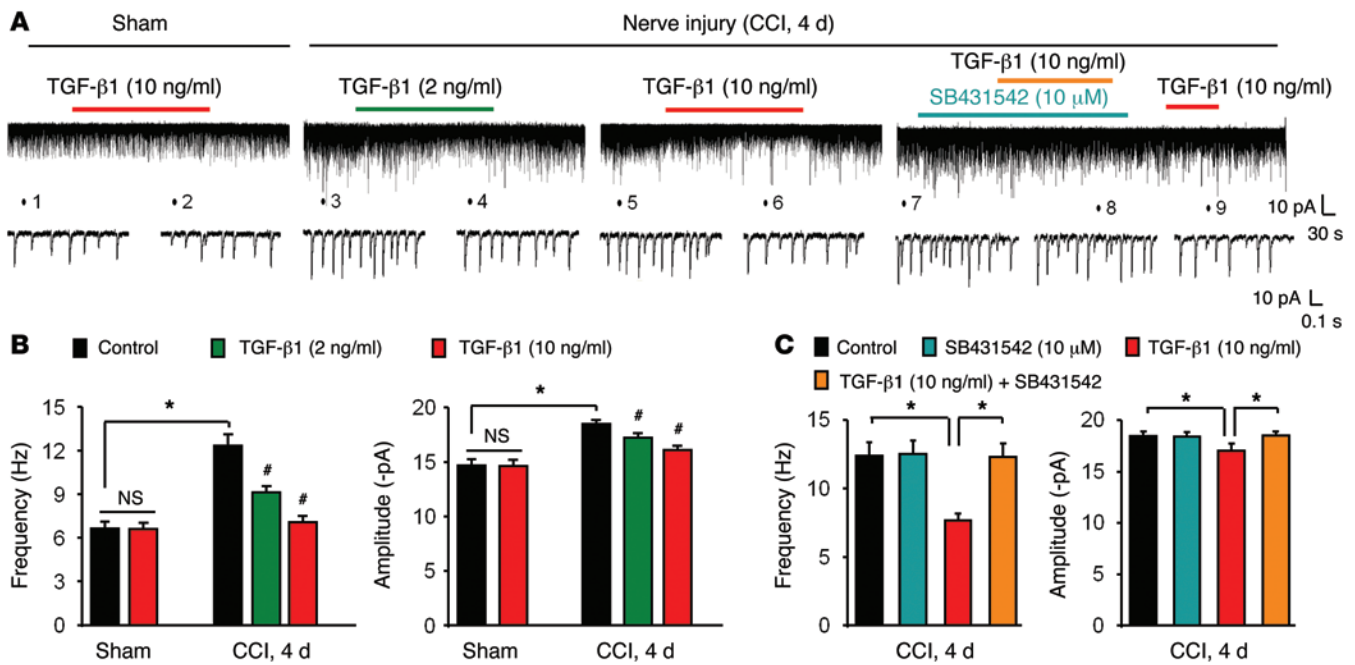 A
Sham
Nerve injury (CCI, 4 d)
TGF-β1 (10 ng/ml)
TGF-β1 (2 ng/ml)
TGF-β1 (10 ng/ml)
TGF-β1 (10 ng/ml)
SB431542 (10 μM)
TGF-β1 (10 ng/ml)
1
2
3
4
5
6
7
8
9
10 pA
30 s
10 pA
0.1 s
B
Control
TGF-β1 (2 ng/ml)
TGF-β1 (10 ng/ml)
Frequency (Hz)
15
12
9
6
3
0
NS
*
#
#
Sham
CCI, 4 d
Amplitude (-pA)
20
15
10
5
0
NS
*
#
#
Sham
CCI, 4 d
C
Control
SB431542 (10 μM)
TGF-β1 (10 ng/ml)
TGF-β1 (10 ng/ml) + SB431542
Frequency (Hz)
15
10
5
0
*
*
CCI, 4 d
Amplitude (-pA)
20
15
10
5
0
*
*
CCI, 4 d